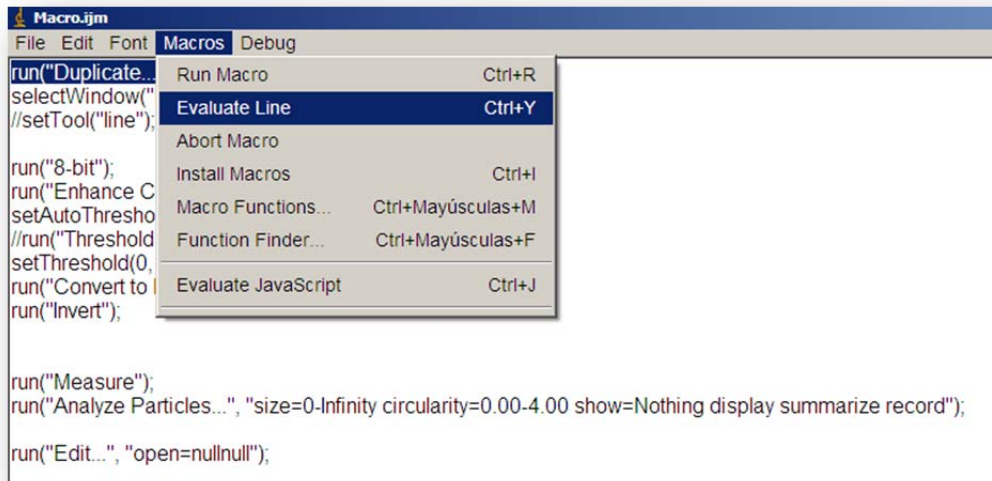 Macro.ijm
File Edit Font Macros Debug
run("Duplicate...
selectWindow("
//setTool("line");
run("8-bit");
run("Enhance C
setAutoThresho
//run("Threshold
setThreshold(0,
run("Convert to
run("Invert");
Run Macro Ctrl+R
Evaluate Line Ctrl+Y
Abort Macro
Install Macros Ctrl+I
Macro Functions... Ctrl+Mayúsculas+M
Function Finder... Ctrl+Mayúsculas+F
Evaluate JavaScript Ctrl+J
run("Measure");
run("Analyze Particles...", "size=0-Infinity circularity=0.00-4.00 show=Nothing display summarize record");
run("Edit...", "open=nullnull");